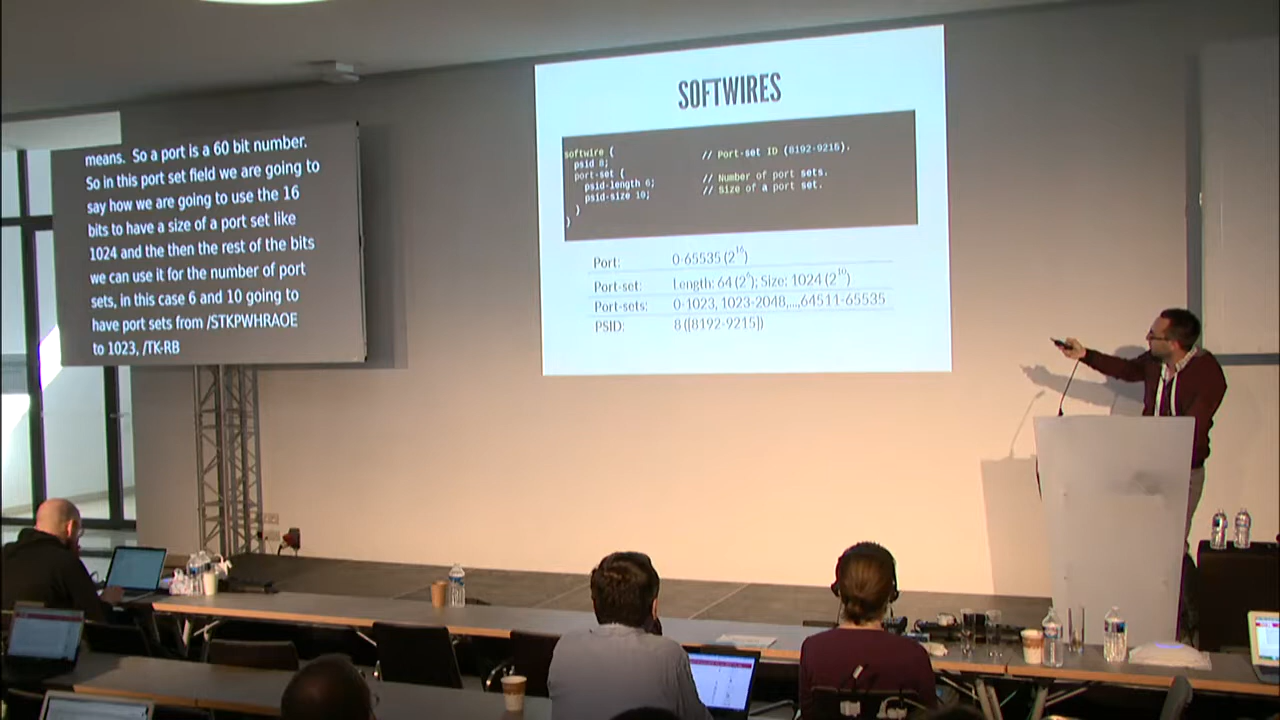 means. So a port is a 60 bit number.
So in this port set field we are going to
say how we are going to use the 16
bits to have a size of a port set like
1024 and the then the rest of the bits
we can use it for the number of port
sets, in this case 6 and 10 going to
have port sets from /STKPWHRAOE
to 1023, /TK-RB
SOFTWIRES
softwire {
psid 8; // Port-set ID (8192-9215).
port-set {
psid-length 6; // Number of port sets.
psid-size 10; // Size of a port set.
}
}
Port: 0-65535 (2^16)
Port-set: Length: 64 (2^6); Size: 1024 (2^10)
Port-sets: 0-1023, 1023-2048,...,64511-65535
PSID: 8 ([8192-9215])